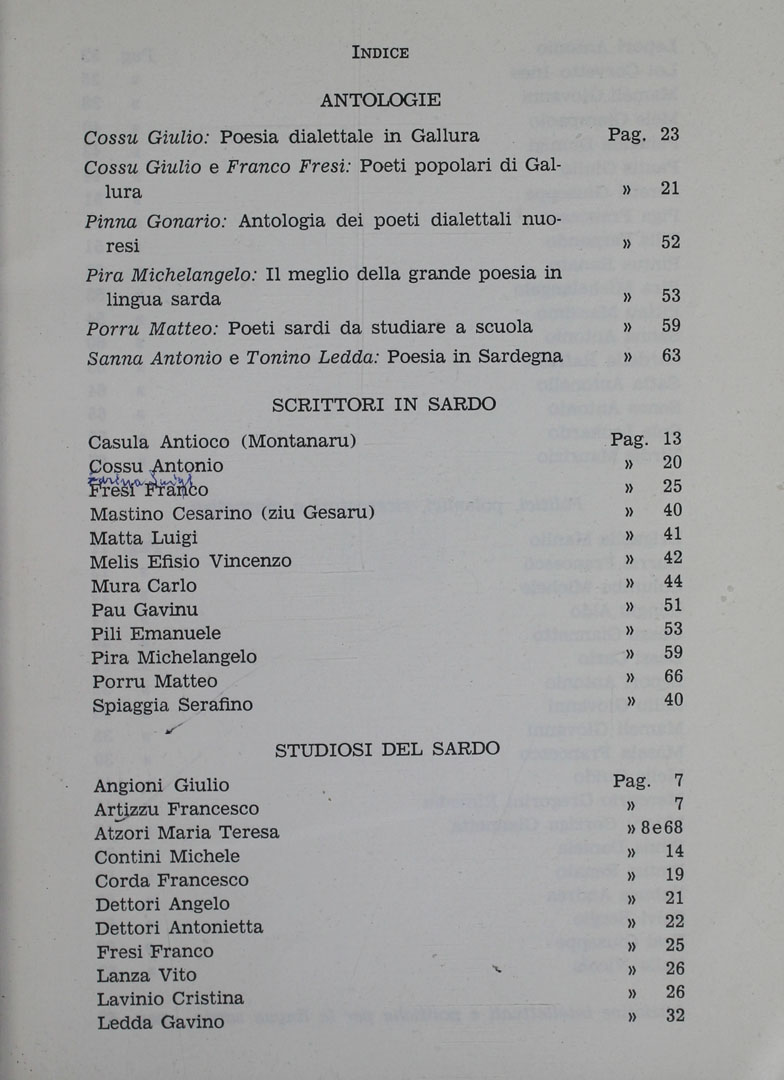 INDICE
ANTOLOGIE
Cossu Giulio: Poesia dialettale in Gallura Pag. 23
Cossu Giulio e Franco Fresi: Poeti popolari di Gal-
lura » 21
Pinna Gonario: Antologia dei poeti dialettali nuo-
resi » 52
Pira Michelangelo: Il meglio della grande poesia in
lingua sarda » 53
Porru Matteo: Poeti sardi da studiare a scuola » 59
Sanna Antonio e Tonino Ledda: Poesia in Sardegna » 63
SCRITTORI IN SARDO
Casula Antioco (Montanaru) Pag. 13
Cossu Antonio » 20
Fresi Franco » 25
Mastino Cesarino (ziu Gesaru) » 40
Matta Luigi » 41
Melis Efisio Vincenzo » 42
Mura Carlo » 44
Pau Gavinu » 51
Pili Emanuele » 53
Pira Michelangelo » 59
Porru Matteo » 66
Spiaggia Serafino » 40
STUDIOSI DEL SARDO
Angioni Giulio Pag. 7
Artizzu Francesco » 7
Atzori Maria Teresa » 8e68
Contini Michele » 14
Corda Francesco » 19
Dettori Angelo » 21
Dettori Antonietta » 22
Fresi Franco » 25
Lanza Vito » 26
Lavinio Cristina » 26
Ledda Gavino » 32